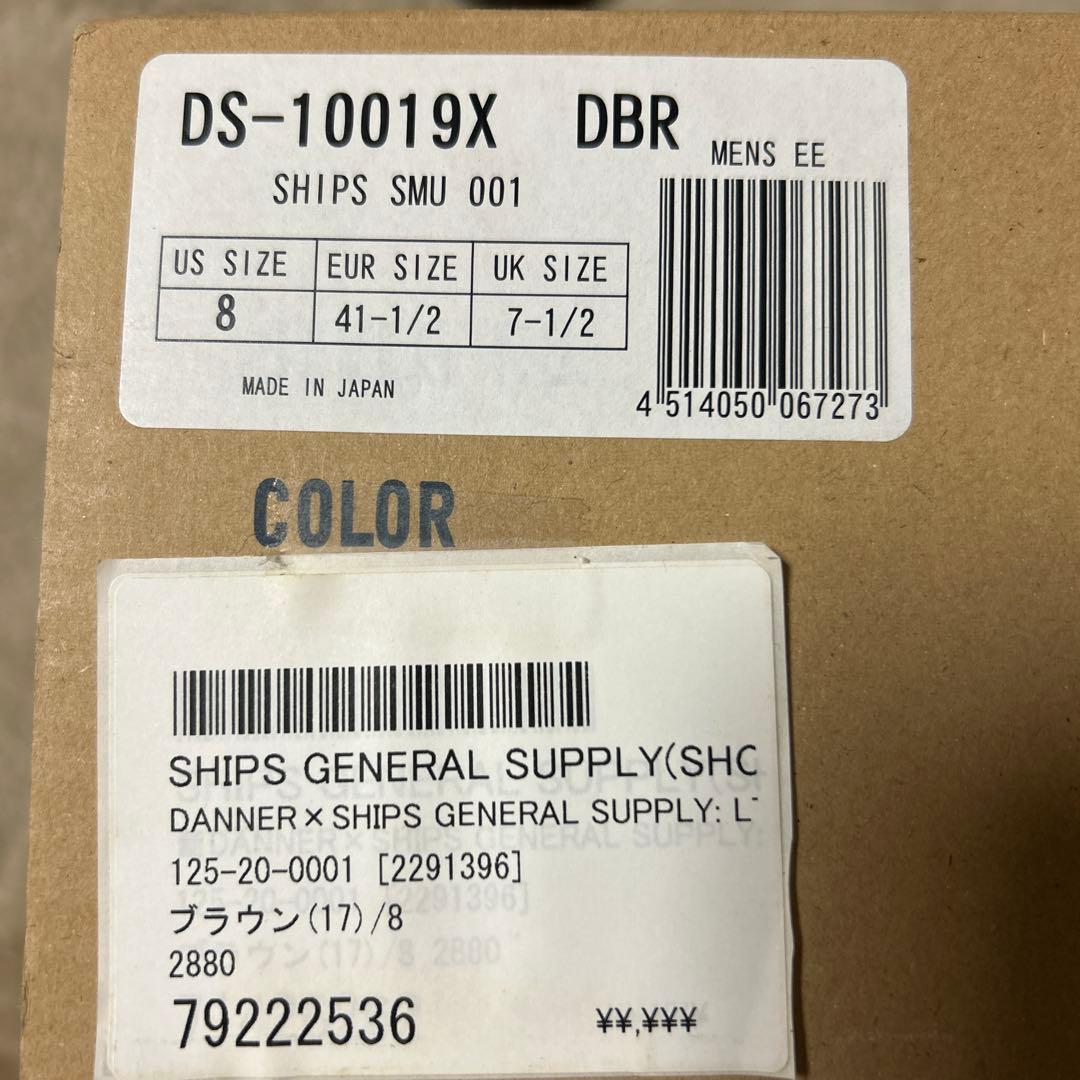 DS-10019X DBR
MENS EE
SHIPS SMU 001
US SIZE EUR SIZE UK SIZE
8 41-1/2 7-1/2
MADE IN JAPAN
4 514050 067273
COLOR
SHIPS GENERAL SUPPLY(SHC
DANNER×SHIPS GENERAL SUPPLY: L
125-20-0001 [2291396]
ブラウン(17)/8
2880
79222536 ¥¥,¥¥¥